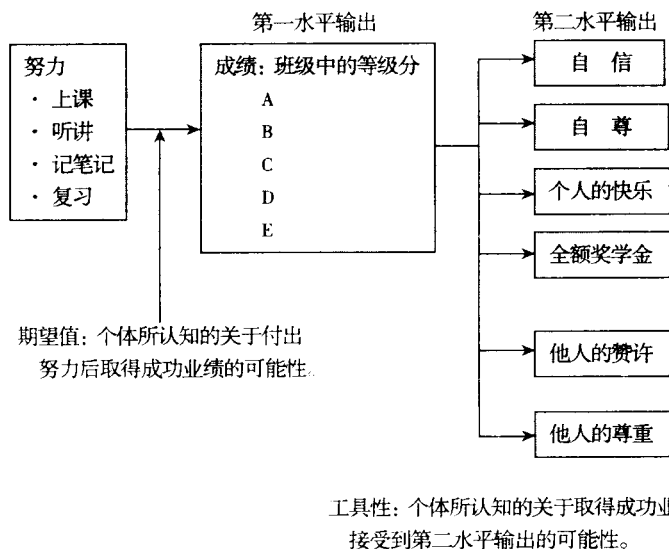 第一水平输出
第二水平输出
努力
· 上课
· 听讲
· 记笔记
· 复习
成绩：班级中的等级分
A
B
C
D
E
自 信
自 尊
个人的快乐
全额奖学金
他人的赞许
他人的尊重
期望值：个体所认知的关于付出
努力后取得成功业绩的可能性。
工具性：个体所认知的关于取得成功业
接受到第二水平输出的可能性。